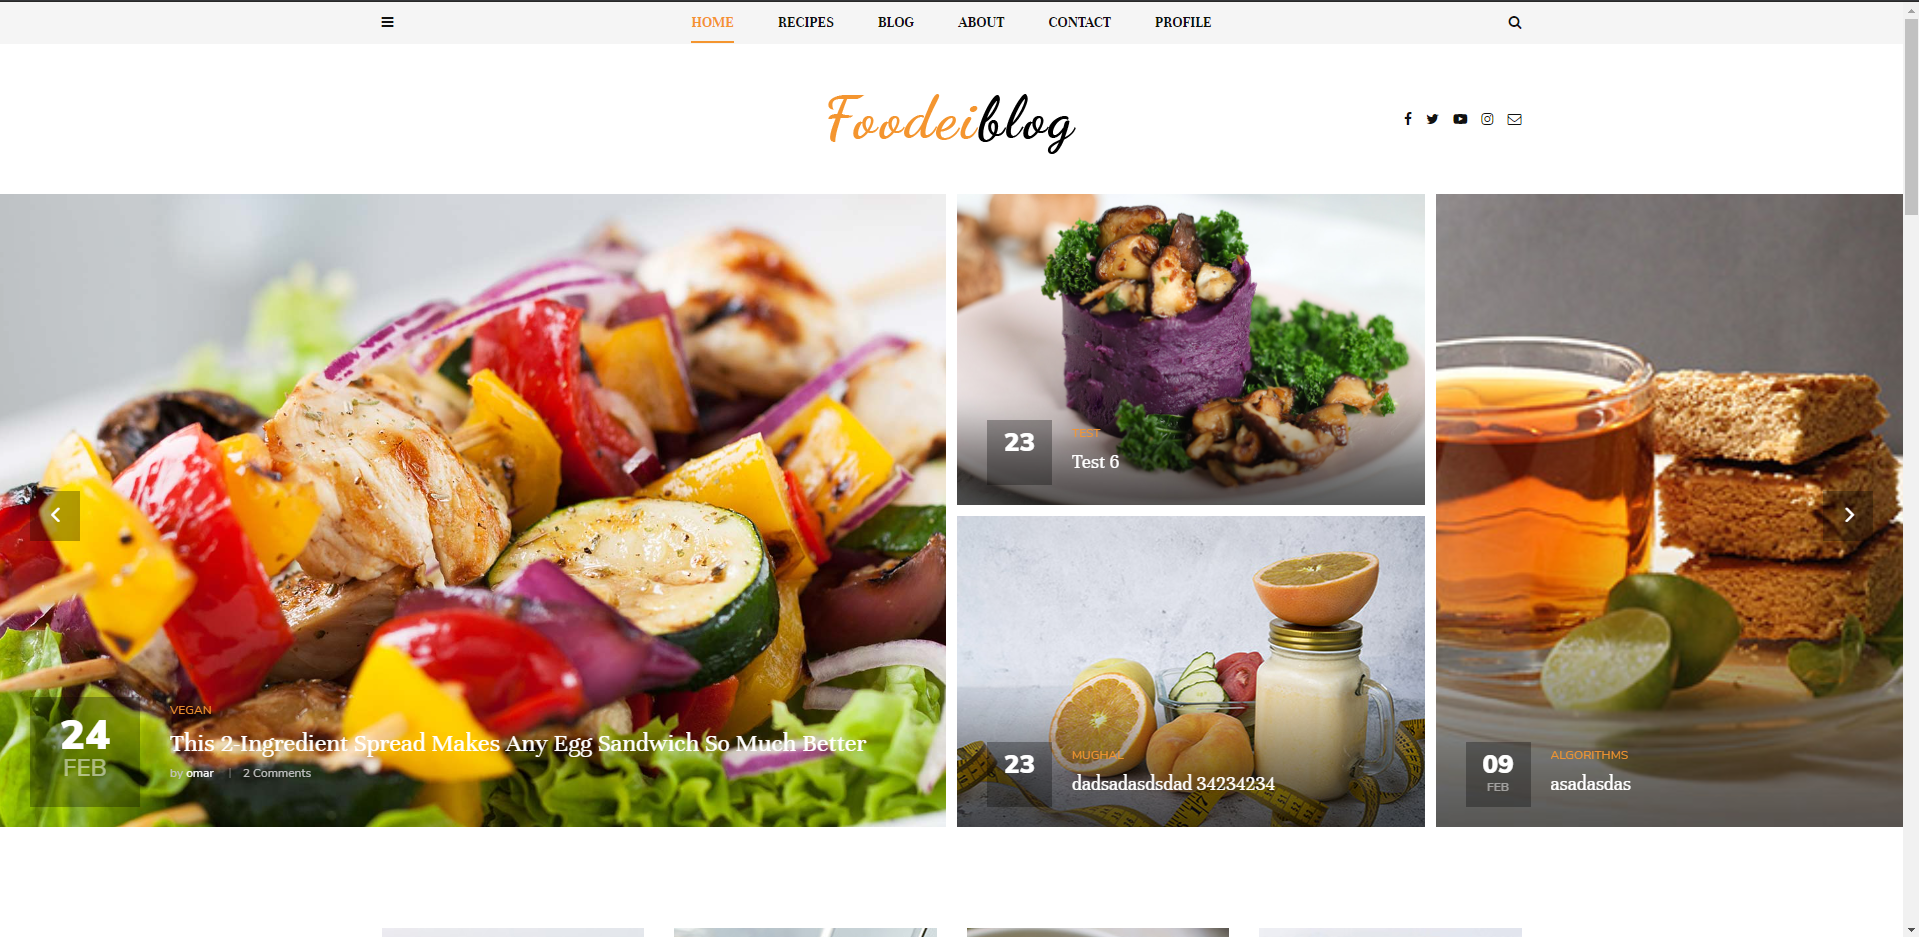 HOME RECIPES BLOG ABOUT CONTACT PROFILE
Foodeiblog
24
FEB
VEGAN
This 2-Ingredient Spread Makes Any Egg Sandwich So Much Better
by omar | 2 Comments
23
TEST
Test 6
23
MUGHAL
dadsadasdsdad 34234234
09
FEB
ALGORITHMS
asadasdas